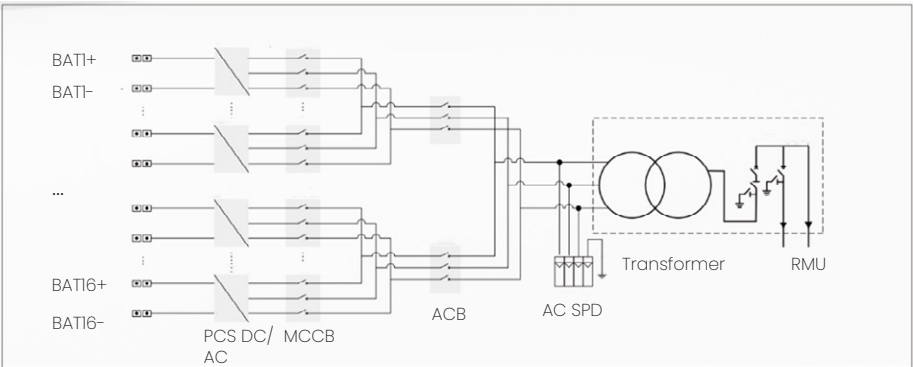 BAT1+
BAT1-
...
BAT16+
BAT16-
PCS DC/
AC
MCCB
ACB
AC SPD
Transformer
RMU